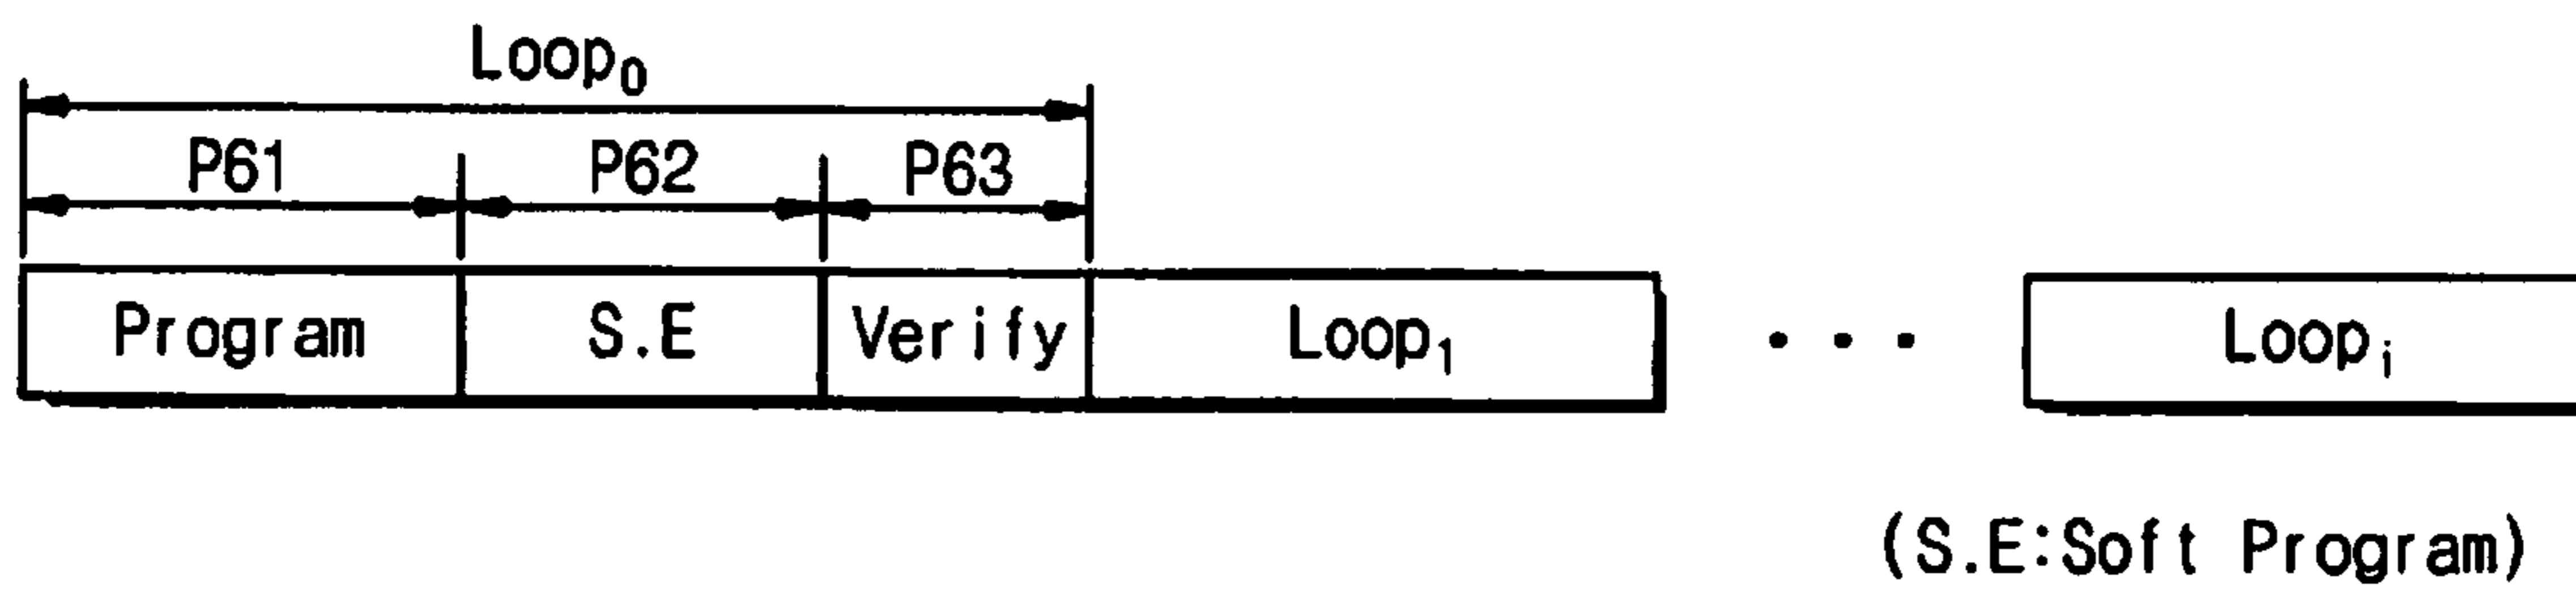 Loop₀
P61 P62 P63
Program S.E Verify Loop₁ • • • Loopᵢ
(S.E:Soft Program)